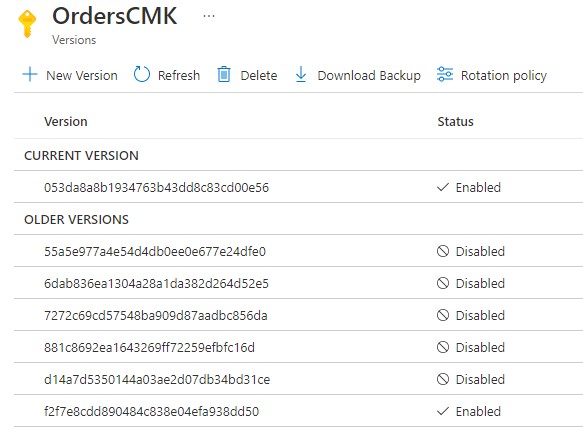 OrdersCMK ...
Versions
New Version Refresh Delete Download Backup Rotation policy
Version Status
CURRENT VERSION
053da8a8b1934763b43dd8c83cd00e56 Enabled
OLDER VERSIONS
55a5e977a4e54d4db0ee0e677e24dfe0 Disabled
6dab836ea1304a28a1da382d264d52e5 Disabled
7272c69cd57548ba909d87aadbc856da Disabled
881c8692ea1643269ff72259efbfc16d Disabled
d14a7d5350144a03ae2d07db34bd31ce Disabled
f2f7e8cdd890484c838e04efa938dd50 Enabled